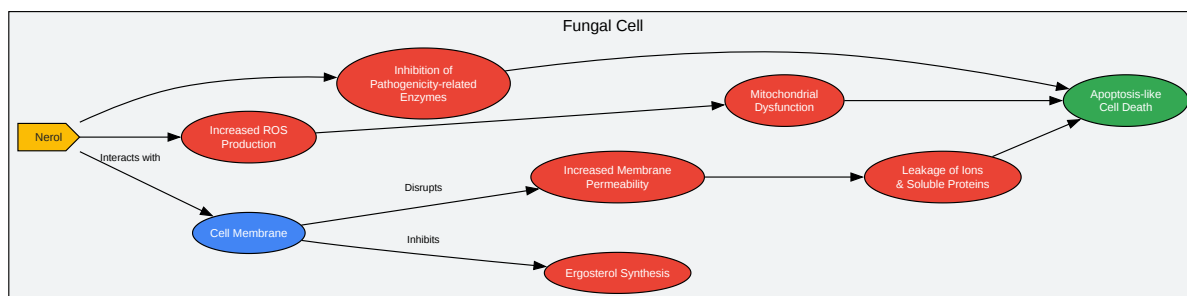 Fungal Cell
Inhibition of
Pathogenicity-related
Enzymes
Mitochondrial
Dysfunction
Apoptosis-like
Cell Death
Nerol
Increased ROS
Production
Interacts with
Increased Membrane
Permeability
Leakage of Ions
& Soluble Proteins
Disrupts
Cell Membrane
Inhibits
Ergosterol Synthesis